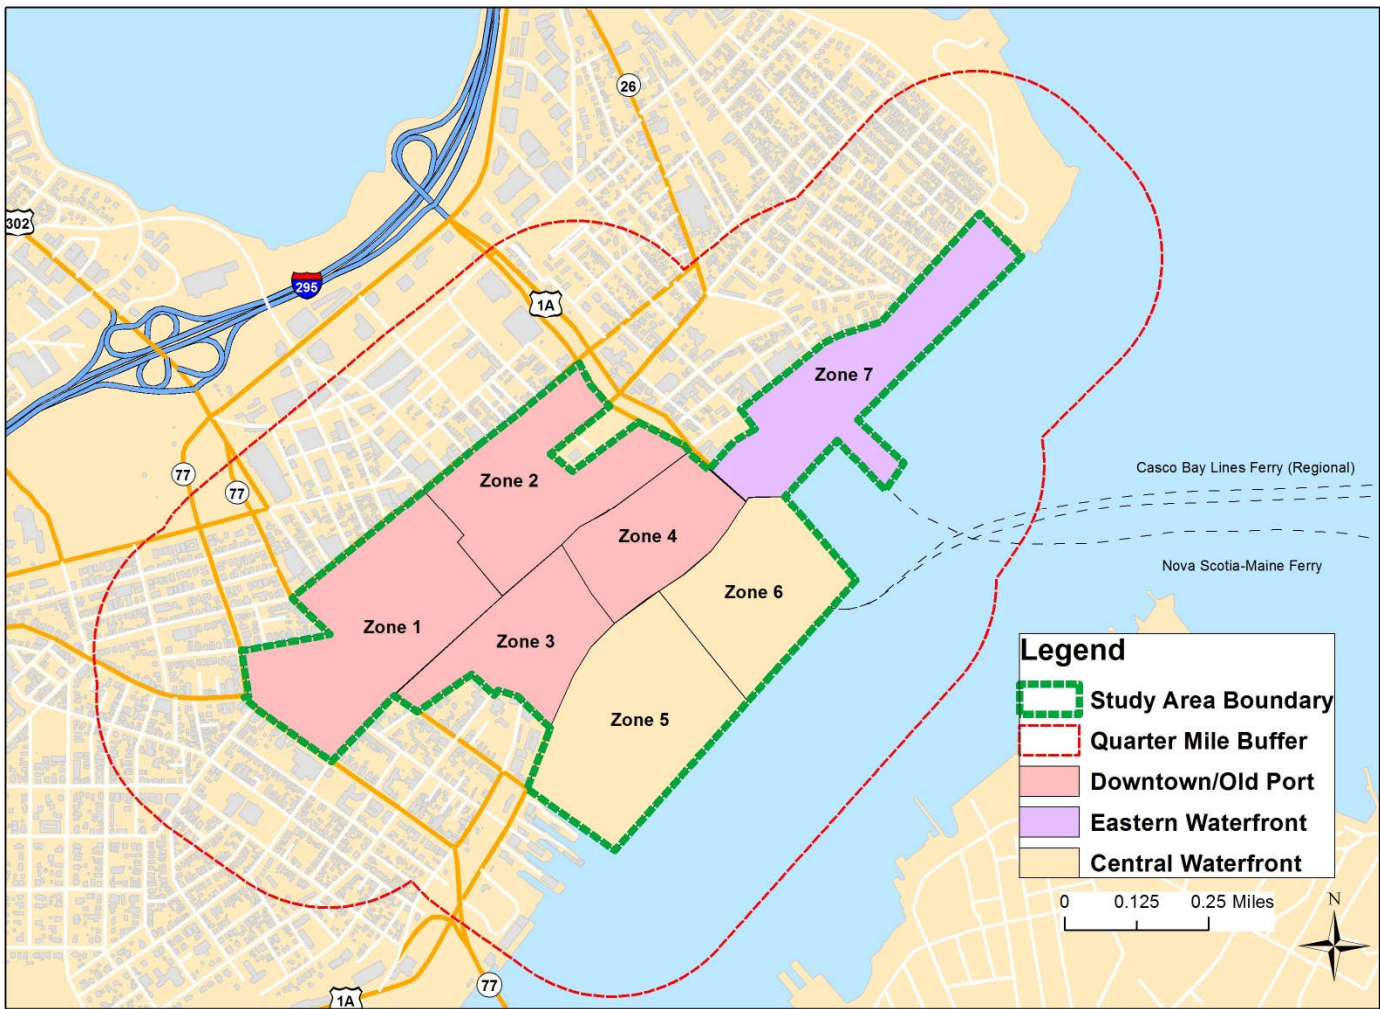 26
302
295
1A
Zone 7
77
77
Zone 2
Casco Bay Lines Ferry (Regional)
Zone 4
Nova Scotia-Maine Ferry
Zone 6
Zone 1
Zone 3
Zone 5
Legend
Study Area Boundary
Quarter Mile Buffer
Downtown/Old Port
Eastern Waterfront
Central Waterfront
0 0.125 0.25 Miles
N
77
1A